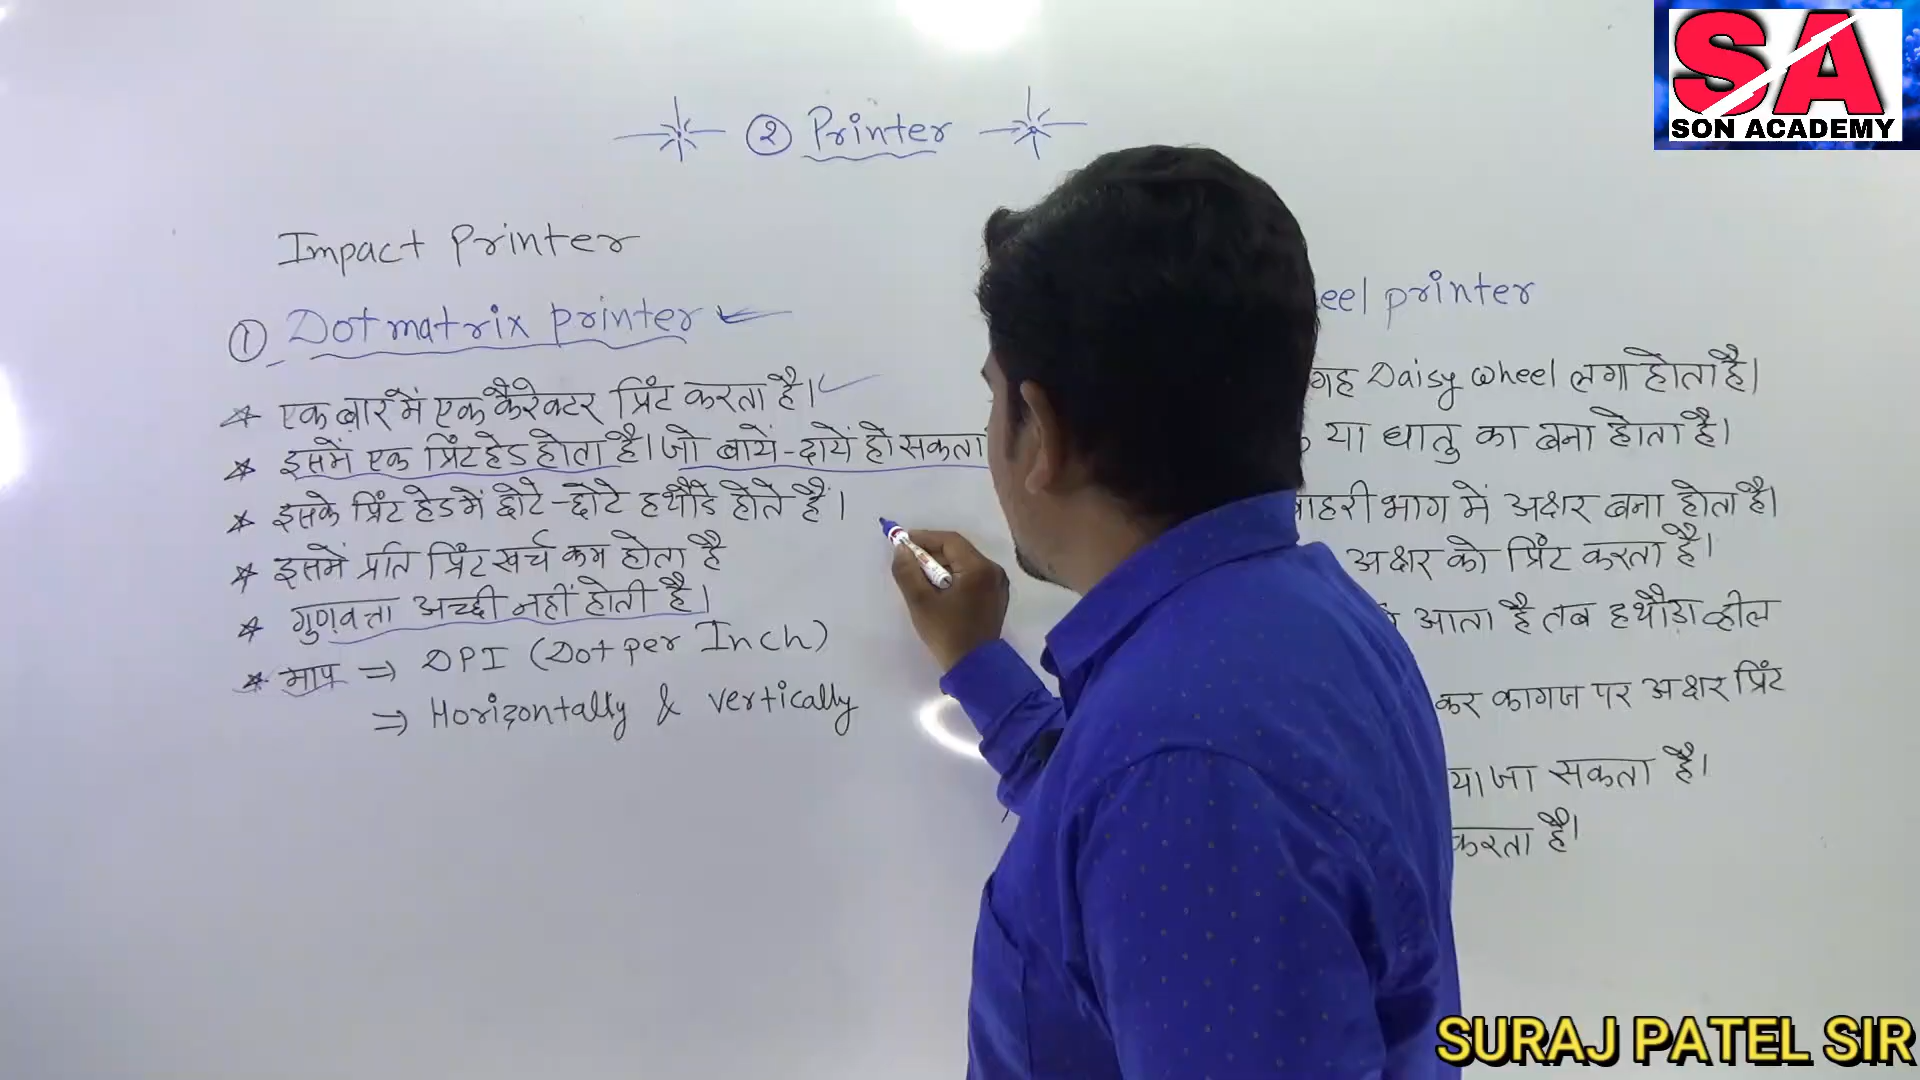 SA
SON ACADEMY
② Printer
Impact Printer
① Dotmatrix printer
* एक बार में एक कैरेक्टर प्रिंट करता है।
* इसमें एक प्रिंट हेड होता है। जो बायें-दायें हो सकता
* इसके प्रिंट हेड में छोटे-छोटे हथौडे होते हैं।
* इसमें प्रति प्रिंट खर्च कम होता है
* गुणवत्ता अच्छी नहीं होती है।
* माप ⇒ DPI (Dot per Inch)
⇒ Horizontally & vertically
eel printer
गह Daisy wheel लगा होता है।
या धातु का बना होता है।
बाहरी भाग में अक्षर बना होता है।
अक्षर को प्रिंट करता है।
आता है तब हथौड़ा व्हील
कर कागज पर अक्षर प्रिंट
या जा सकता है।
करता है।
SURAJ PATEL SIR